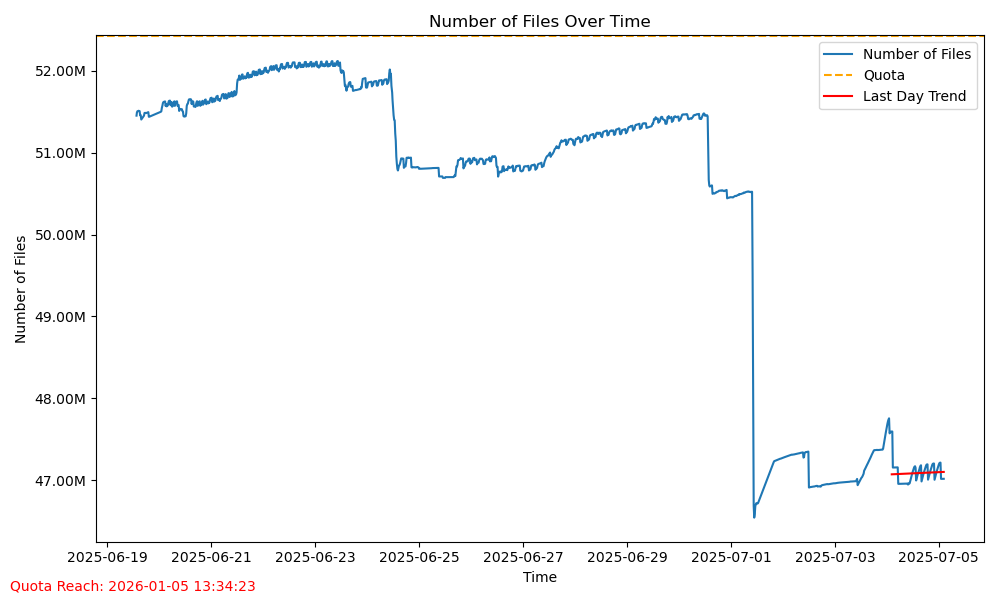 Number of Files Over Time
Number of Files
Quota
Last Day Trend
52.00M
51.00M
50.00M
49.00M
48.00M
47.00M
Number of Files
2025-06-19
2025-06-21
2025-06-23
2025-06-25
2025-06-27
2025-06-29
2025-07-01
2025-07-03
2025-07-05
Time
Quota Reach: 2026-01-05 13:34:23